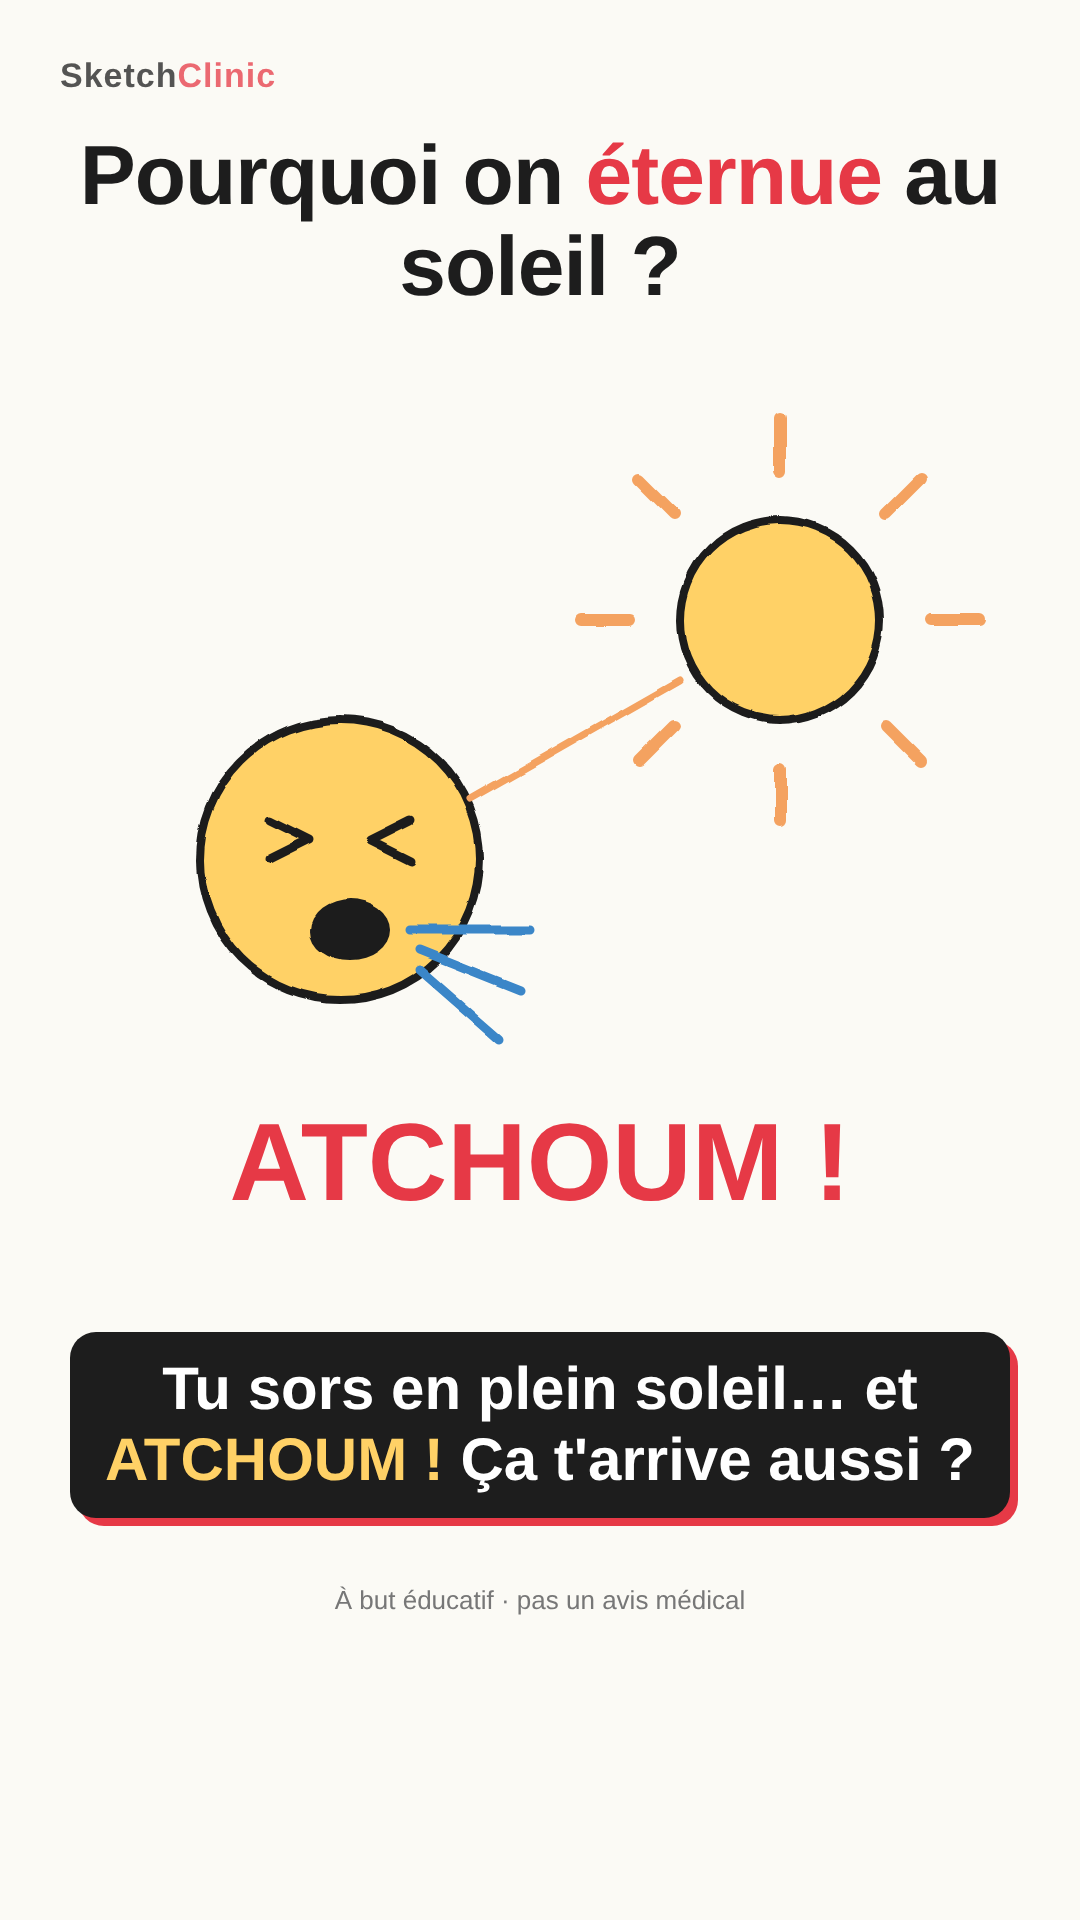 SketchClinic
Pourquoi on éternue au
soleil ?
ATCHOUM !
Tu sors en plein soleil… et
ATCHOUM ! Ça t'arrive aussi ?
À but éducatif · pas un avis médical